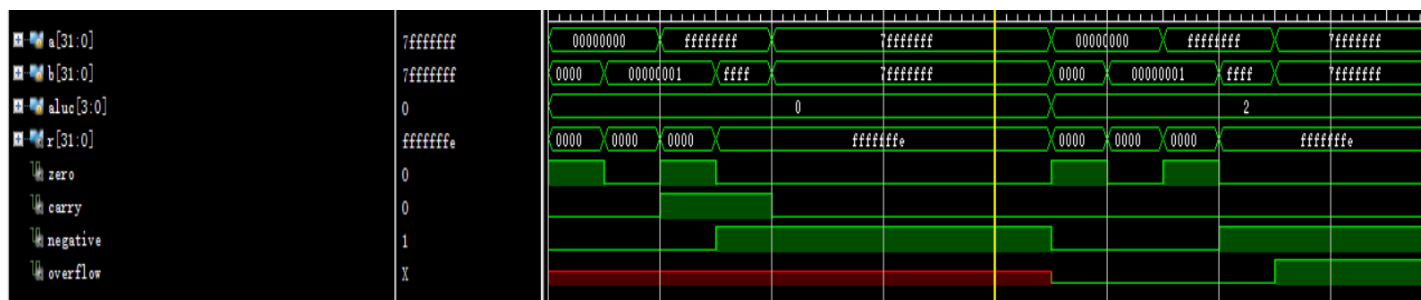 a[31:0] 7fffffff 00000000 ffffffff 7fffffff 00000000 ffffffff 7fffffff
b[31:0] 7fffffff 0000 00000001 ffff 7fffffff 0000 00000001 ffff 7fffffff
aluc[3:0] 0 0 2
r[31:0] fffffffe 0000 0000 0000 fffffffe 0000 0000 0000 fffffffe
zero 0
carry 0
negative 1
overflow X